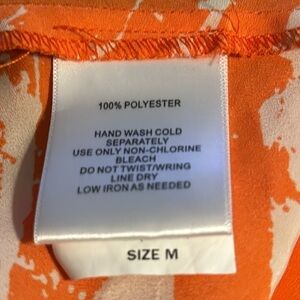 100% POLYESTER
HAND WASH COLD
SEPARATELY
USE ONLY NON-CHLORINE
BLEACH
DO NOT TWIST/WRING
LINE DRY
LOW IRON AS NEEDED
SIZE M